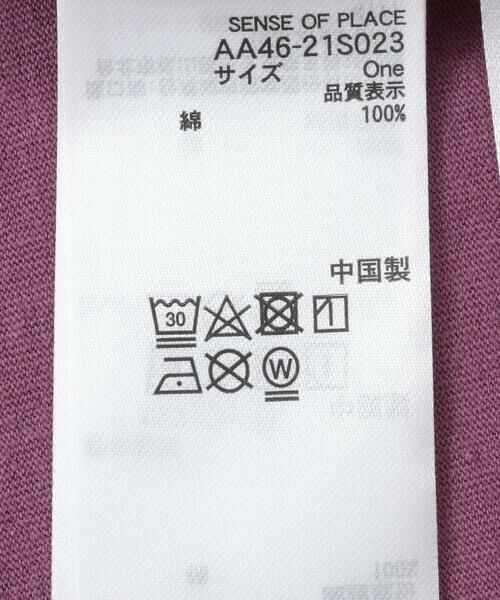 SENSE OF PLACE
AA46-21S023
サイズ One
品質表示
綿 100%
中国製
30
W